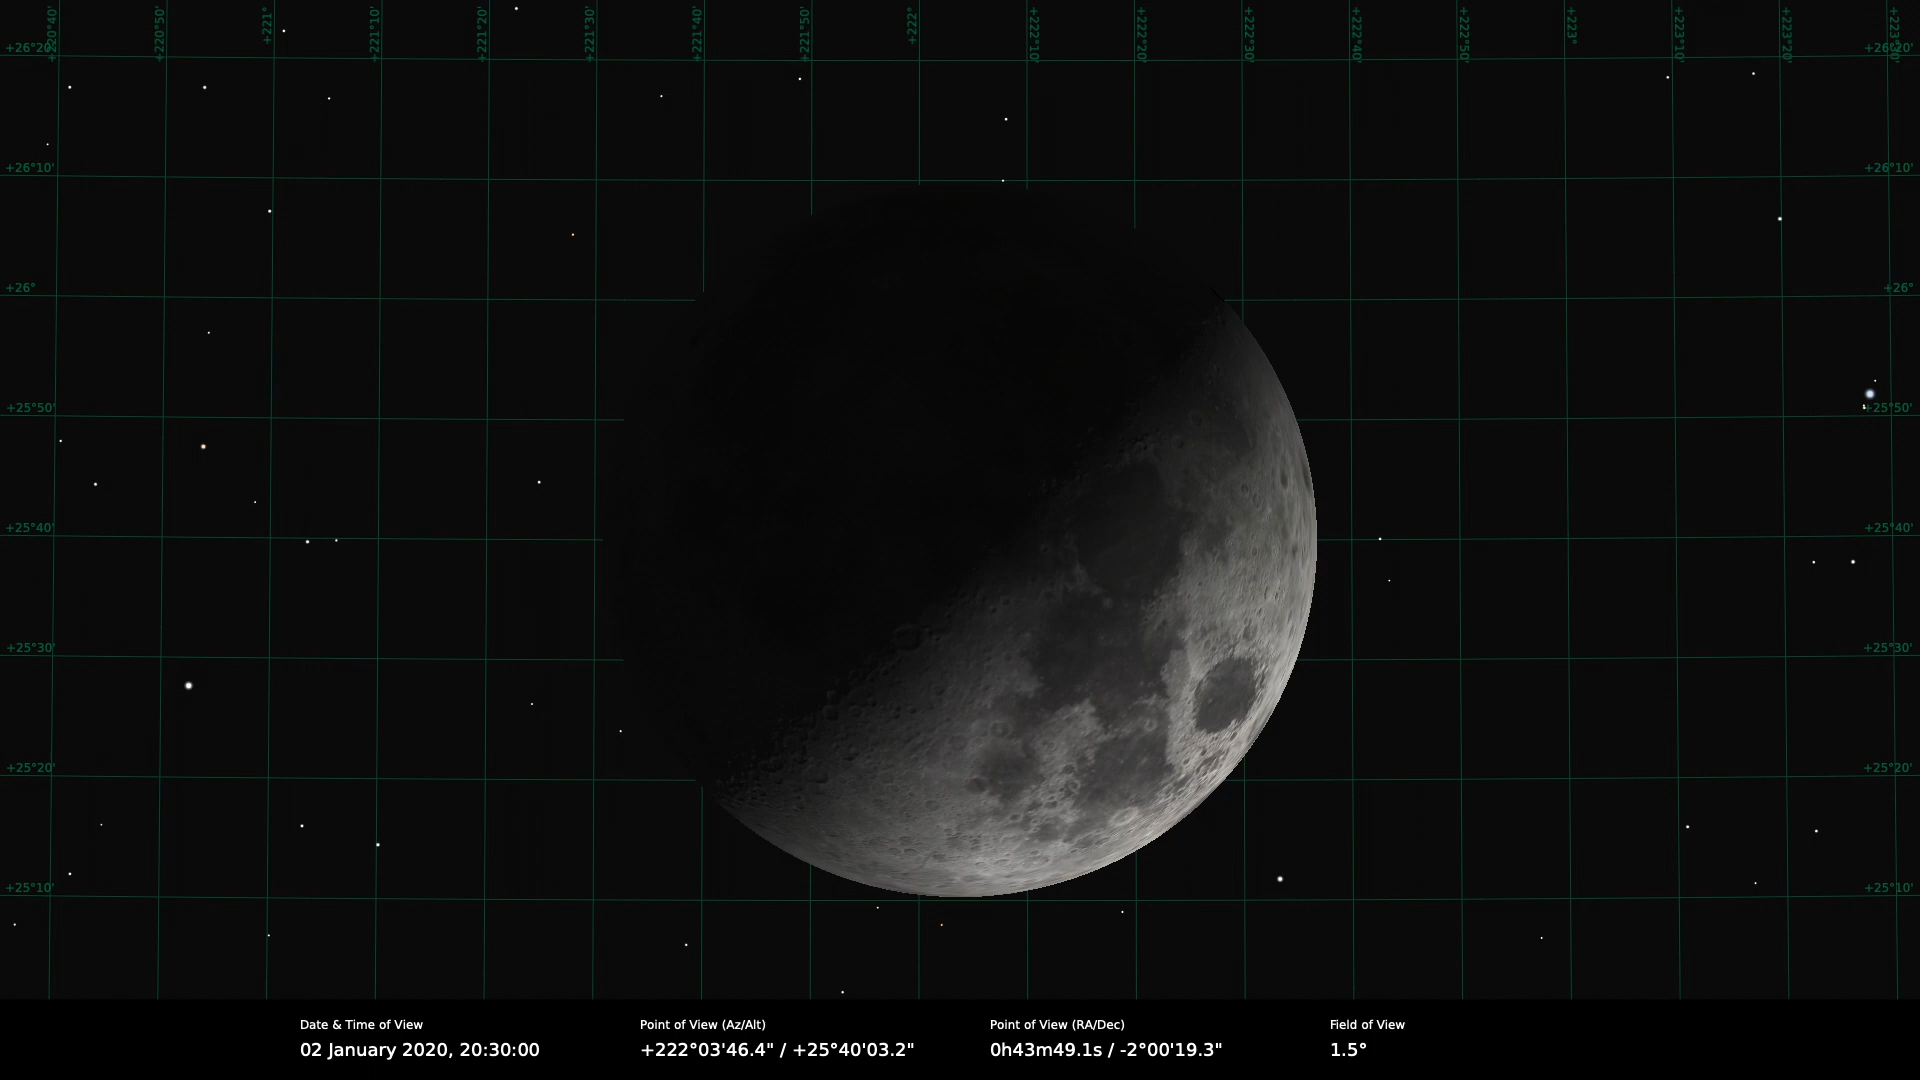 +220°40' +220°50' +221° +221°10' +221°20' +221°30' +221°40' +221°50' +222° +222°10' +222°20' +222°30' +222°40' +222°50' +223° +223°10' +223°20'
+26°20' +26°20'
+26°10' +26°10'
+26° +26°
+25°50' +25°50'
+25°40' +25°40'
+25°30' +25°30'
+25°20' +25°20'
+25°10' +25°10'
Date & Time of View
02 January 2020, 20:30:00
Point of View (Az/Alt)
+222°03'46.4" / +25°40'03.2"
Point of View (RA/Dec)
0h43m49.1s / -2°00'19.3"
Field of View
1.5°